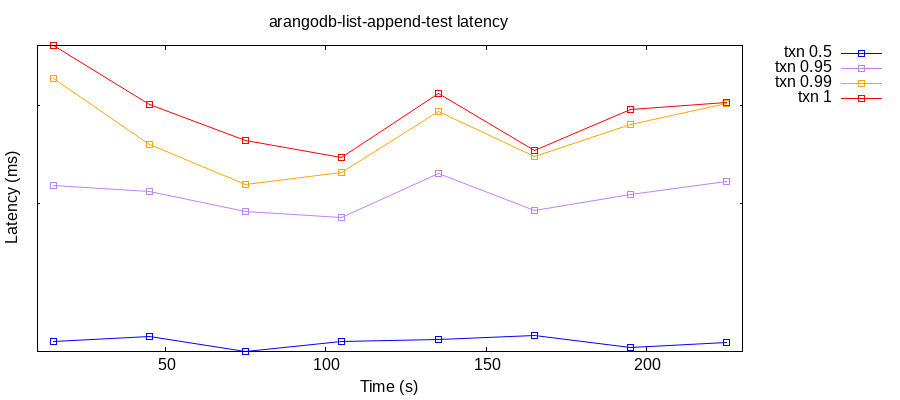 arangodb-list-append-test latency
txn 0.5
txn 0.95
txn 0.99
txn 1
Latency (ms)
50 100 150 200
Time (s)